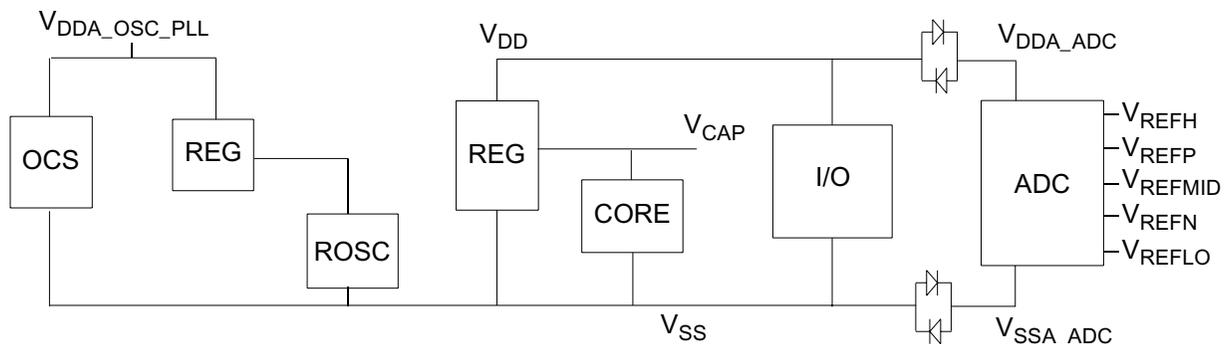 VDDA_OSC_PLL
VDD
VDDA_ADC
OCS
REG
ROSC
REG
VCAP
CORE
I/O
ADC
VREFH
VREFP
VREFMID
VREFN
VREFLO
VSS
VSSA_ADC